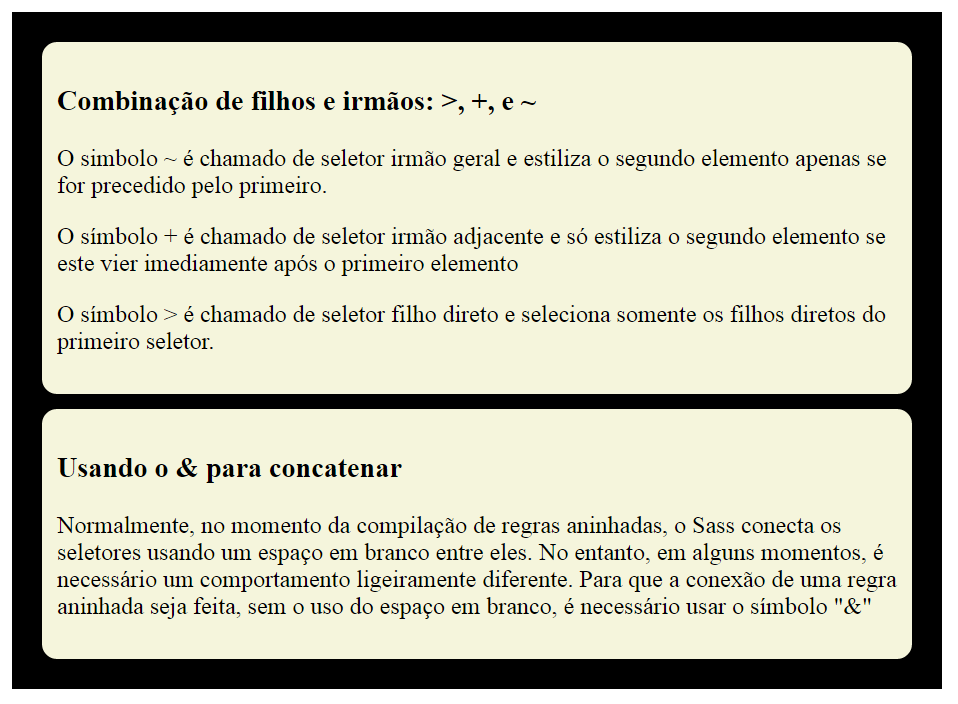 Combinação de filhos e irmãos: >, +, e ~
O simbolo ~ é chamado de seletor irmão geral e estiliza o segundo elemento apenas se
for precedido pelo primeiro.
O símbolo + é chamado de seletor irmão adjacente e só estiliza o segundo elemento se
este vier imediamente após o primeiro elemento
O símbolo > é chamado de seletor filho direto e seleciona somente os filhos diretos do
primeiro seletor.
Usando o & para concatenar
Normalmente, no momento da compilação de regras aninhadas, o Sass conecta os
seletores usando um espaço em branco entre eles. No entanto, em alguns momentos, é
necessário um comportamento ligeiramente diferente. Para que a conexão de uma regra
aninhada seja feita, sem o uso do espaço em branco, é necessário usar o símbolo "&"